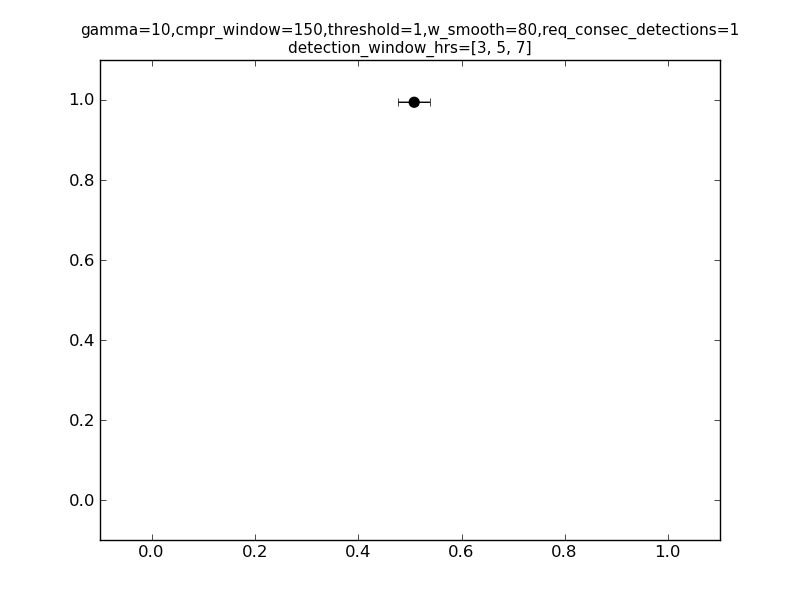 gamma=10,cmpr_window=150,threshold=1,w_smooth=80,req_consec_detections=1
detection_window_hrs=[3, 5, 7]
1.0
0.8
0.6
0.4
0.2
0.0
0.0 0.2 0.4 0.6 0.8 1.0